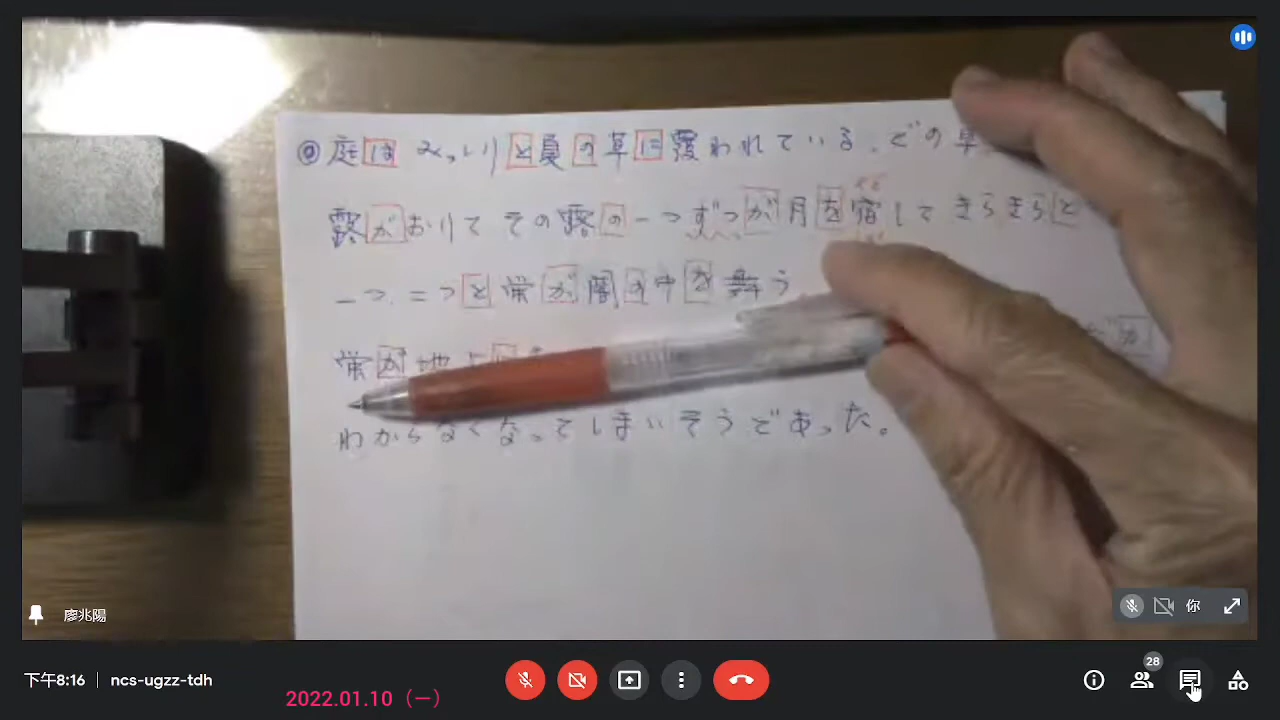 ◎庭はみっしりと夏の草に覆われている、どの草
露がおりてその露の一つずつが月を宿してきらきらと
一つ、二つと蛍が闇の中を舞う
蛍が地上
わからなくなってしまいそうであった。
廖兆陽
你
下午8:16 | ncs-ugzz-tdh
2022.01.10（一）
28